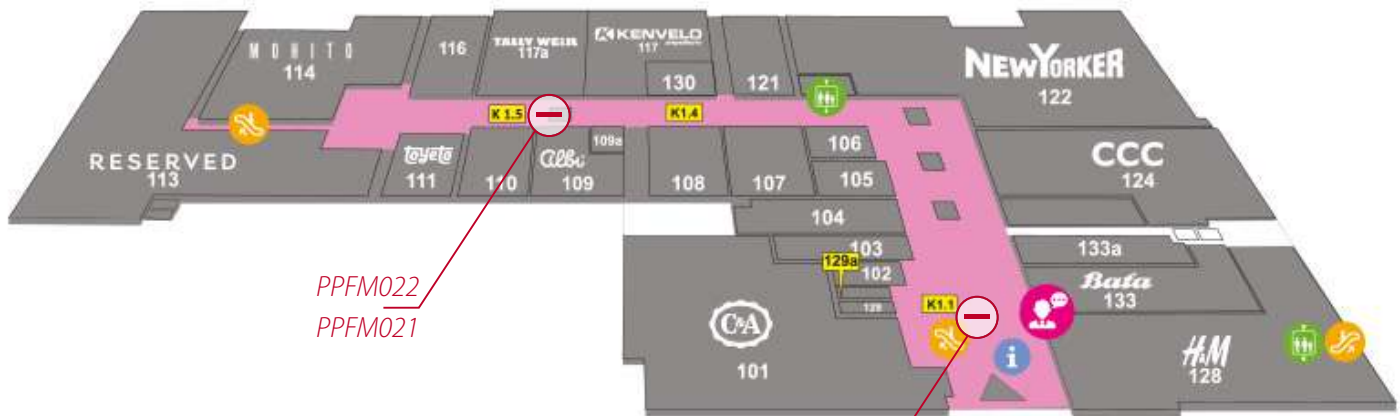 MOHITO
114
116
TALLY WEiJL
117a
KENVELO
117
130
121
NEWYORKER
122
K 1.5
K1.4
RESERVED
113
toyeto
111
110
albi
109
109a
108
107
106
105
CCC
124
104
103
129a
102
133a
Bata
133
K1.1
C&A
101
i
H&M
128
PPFM022
PPFM021